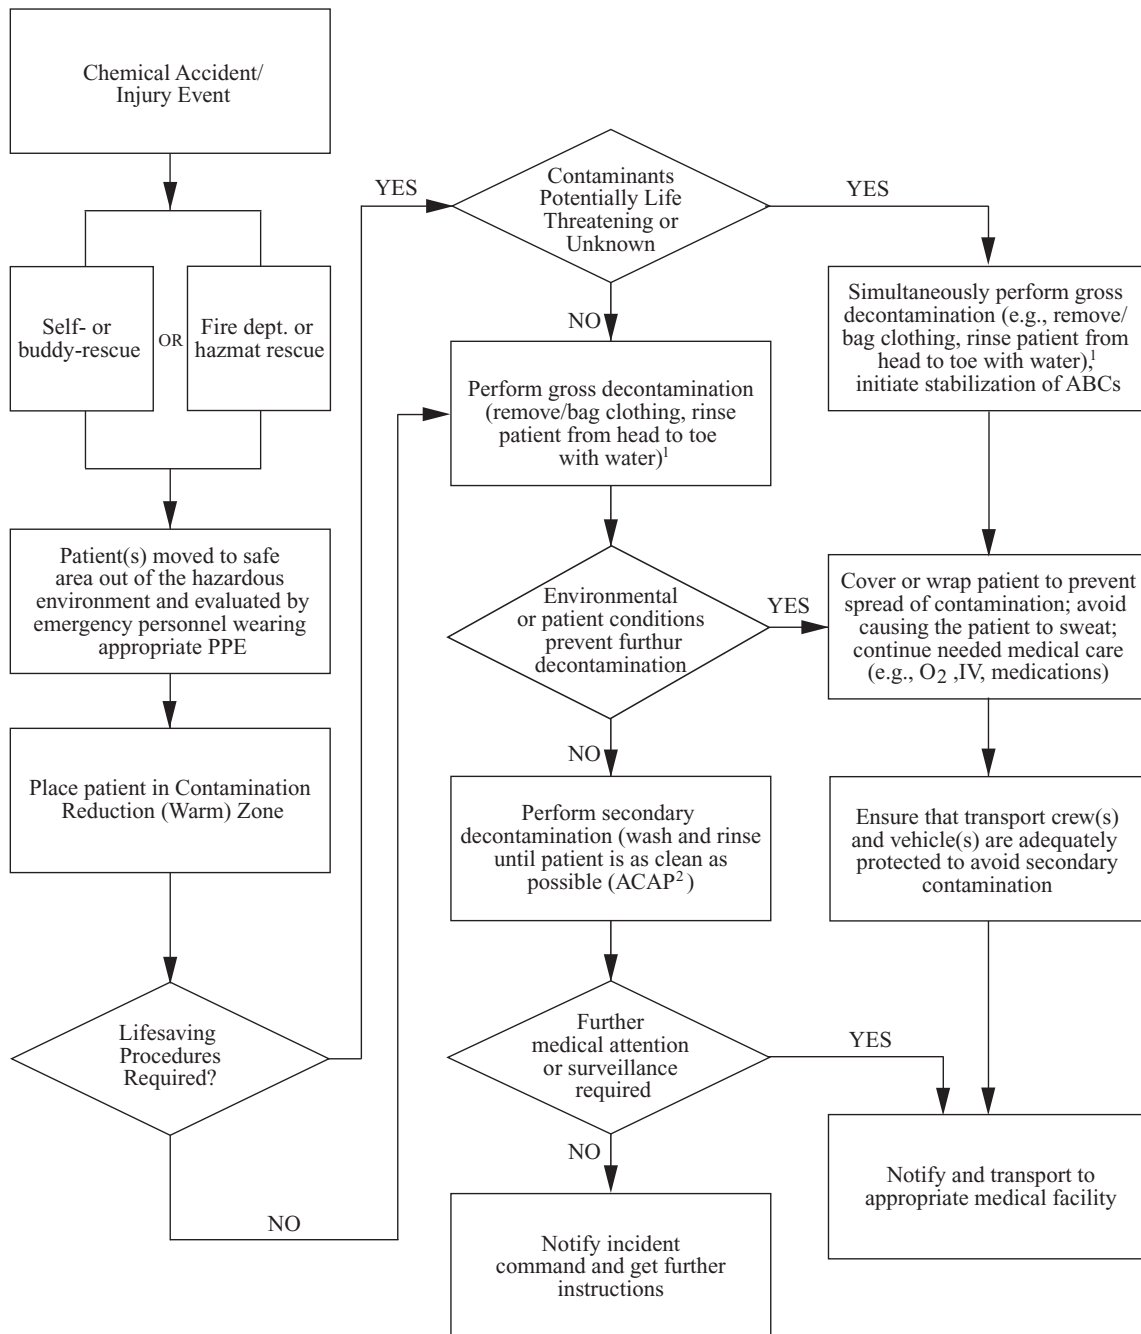 Chemical Accident/
Injury Event
Self- or
buddy-rescue
OR
Fire dept. or
hazmat rescue
Patient(s) moved to safe
area out of the hazardous
environment and evaluated by
emergency personnel wearing
appropriate PPE
Place patient in Contamination
Reduction (Warm) Zone
Lifesaving
Procedures
Required?
YES
NO
Contaminants
Potentially Life
Threatening or
Unknown
YES
NO
Perform gross decontamination
(remove/bag clothing, rinse
patient from head to toe
with water)¹
Environmental
or patient conditions
prevent furthur
decontamination
YES
NO
Perform secondary
decontamination (wash and rinse
until patient is as clean as
possible (ACAP²)
Further
medical attention
or surveillance
required
YES
NO
Notify incident
command and get further
instructions
Simultaneously perform gross
decontamination (e.g., remove/
bag clothing, rinse patient from
head to toe with water),¹
initiate stabilization of ABCs
Cover or wrap patient to prevent
spread of contamination; avoid
causing the patient to sweat;
continue needed medical care
(e.g., O₂ ,IV, medications)
Ensure that transport crew(s)
and vehicle(s) are adequately
protected to avoid secondary
contamination
Notify and transport to
appropriate medical facility